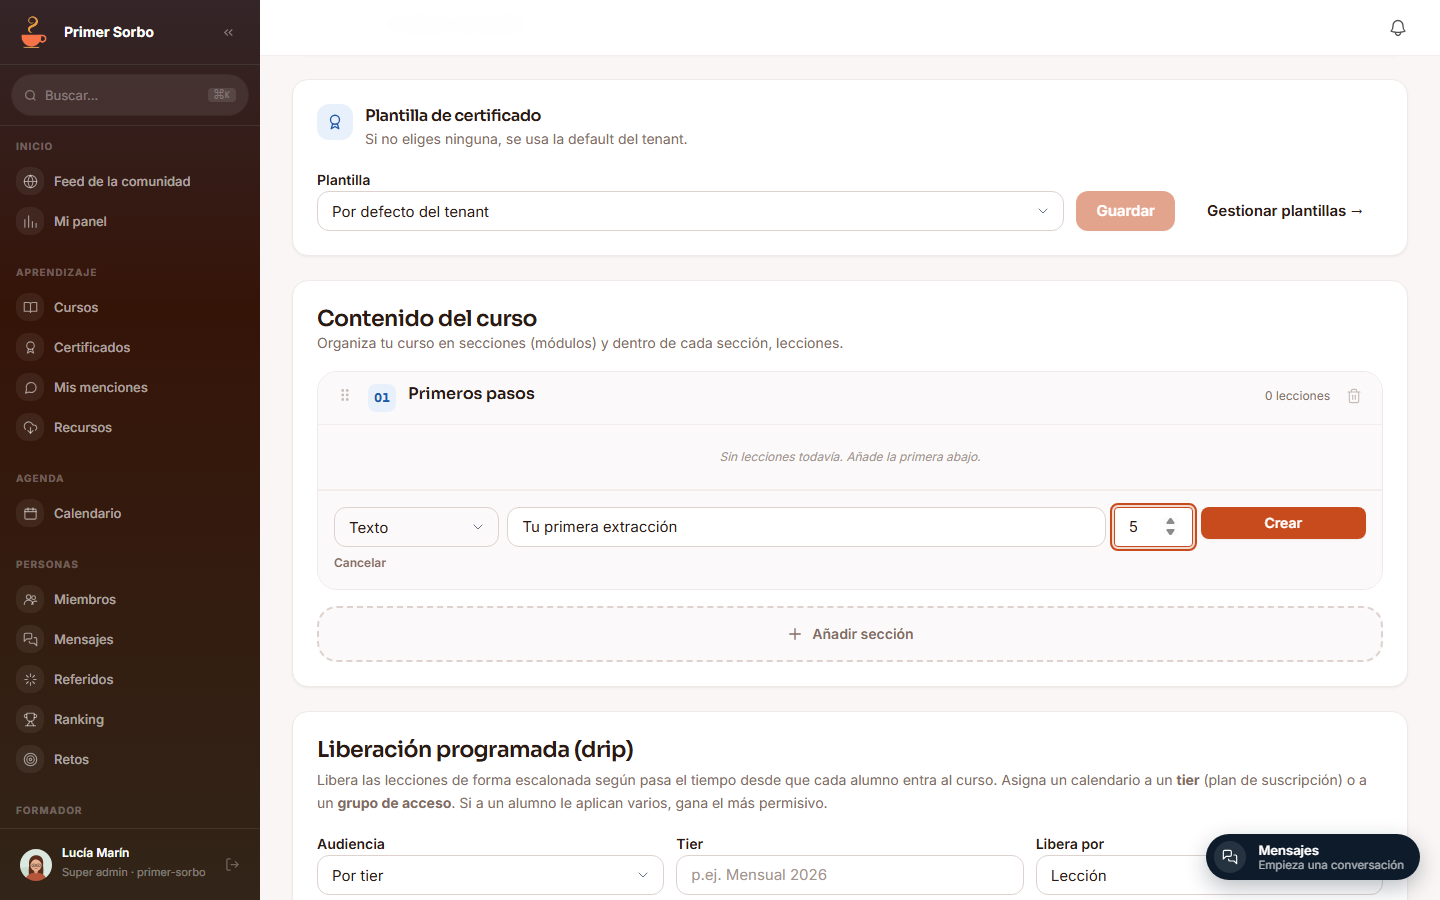 Primer Sorbo
«
Buscar...
⌘K
INICIO
Feed de la comunidad
Mi panel
APRENDIZAJE
Cursos
Certificados
Mis menciones
Recursos
AGENDA
Calendario
PERSONAS
Miembros
Mensajes
Referidos
Ranking
Retos
FORMADOR
Lucía Marín
Super admin · primer-sorbo
Plantilla de certificado
Si no eliges ninguna, se usa la default del tenant.
Plantilla
Por defecto del tenant
Guardar
Gestionar plantillas →
Contenido del curso
Organiza tu curso en secciones (módulos) y dentro de cada sección, lecciones.
01
Primeros pasos
0 lecciones
Sin lecciones todavía. Añade la primera abajo.
Texto
Tu primera extracción
5
Crear
Cancelar
+ Añadir sección
Liberación programada (drip)
Libera las lecciones de forma escalonada según pasa el tiempo desde que cada alumno entra al curso. Asigna un calendario a un tier (plan de suscripción) o a
un grupo de acceso. Si a un alumno le aplican varios, gana el más permisivo.
Audiencia
Por tier
Tier
p.ej. Mensual 2026
Libera por
Lección
Mensajes
Empieza una conversación